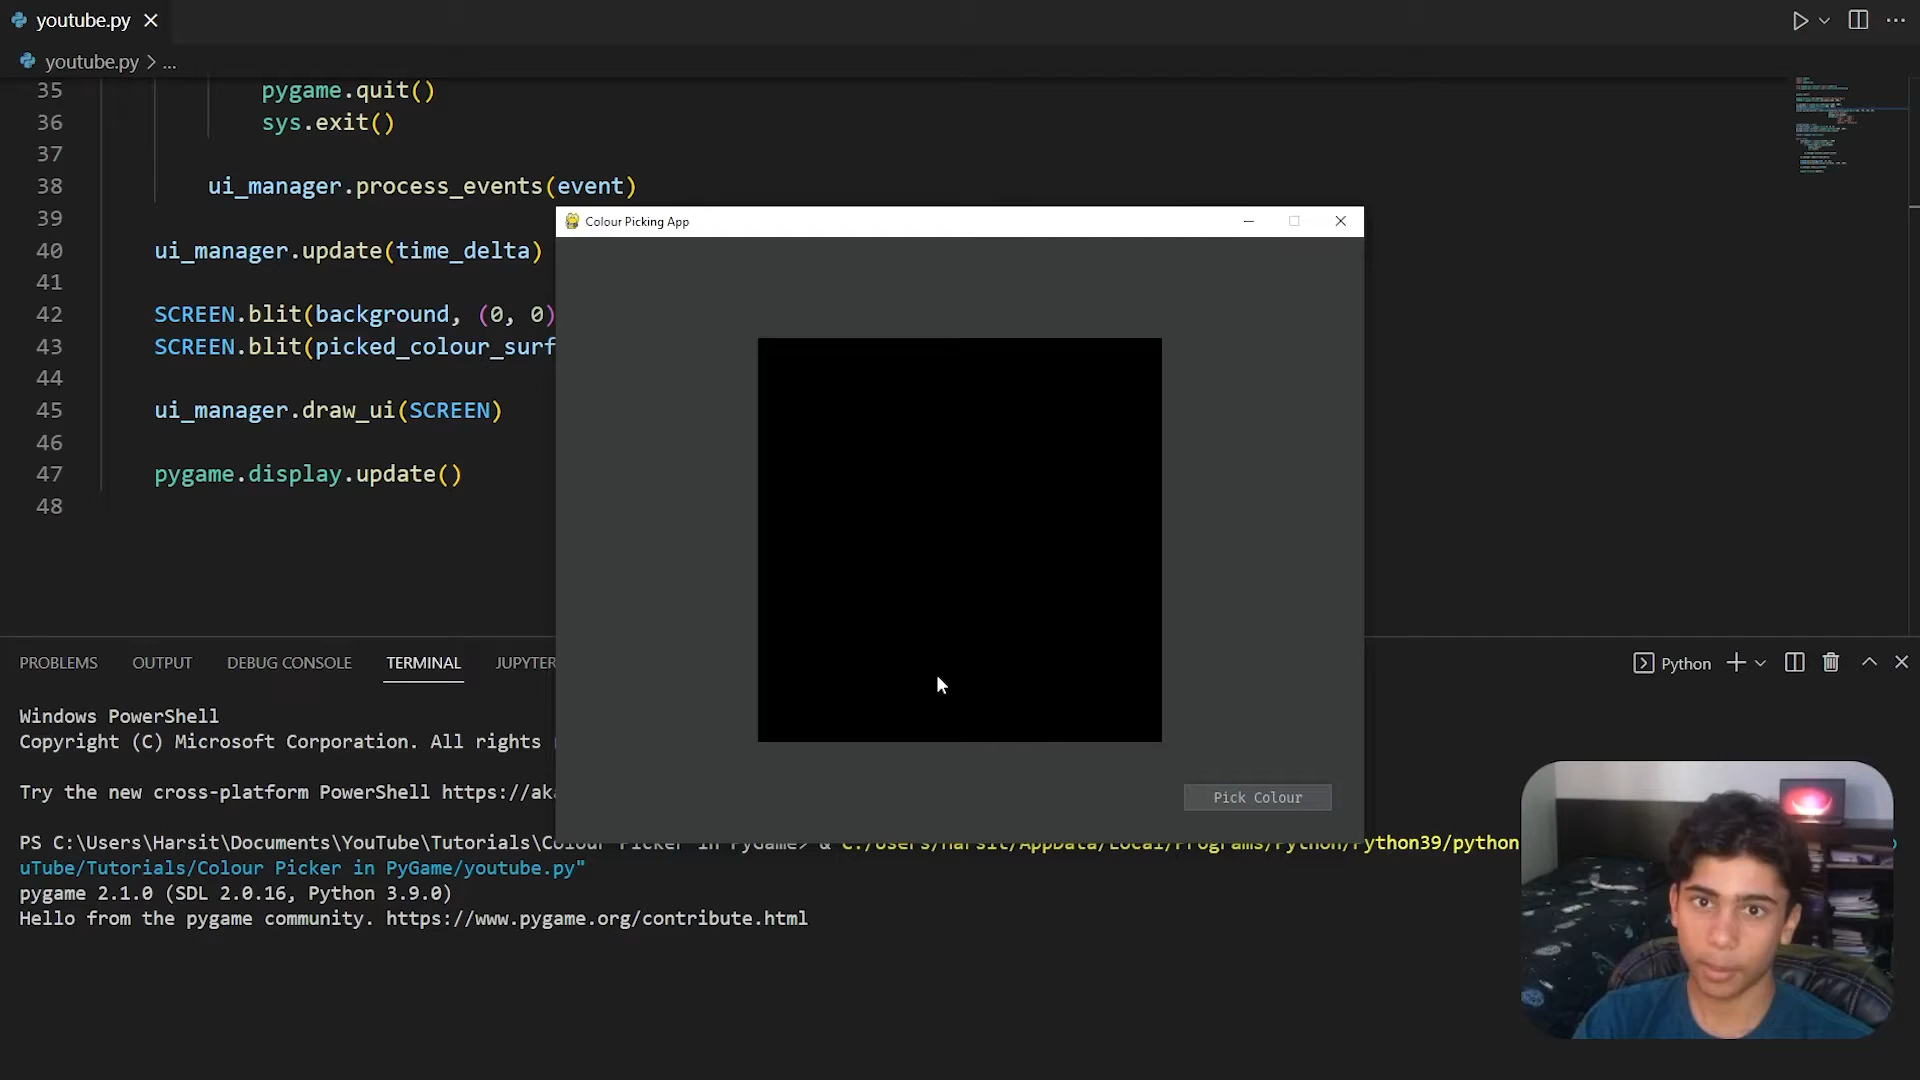 youtube.py
youtube.py > ...
35 pygame.quit()
36 sys.exit()
37
38 ui_manager.process_events(event)
39
40 ui_manager.update(time_delta)
41
42 SCREEN.blit(background, (0, 0)
43 SCREEN.blit(picked_colour_surf
44
45 ui_manager.draw_ui(SCREEN)
46
47 pygame.display.update()
48
Colour Picking App
Pick Colour
PROBLEMS OUTPUT DEBUG CONSOLE TERMINAL JUPYTER
Python
Windows PowerShell
Copyright (C) Microsoft Corporation. All rights
Try the new cross-platform PowerShell https://aka
PS C:\Users\Harsit\Documents\YouTube\Tutorials\Colour Picker in PyGame> & C:/Users/Harsit/AppData/Local/Programs/Python/Python39/python
uTube/Tutorials/Colour Picker in PyGame/youtube.py"
pygame 2.1.0 (SDL 2.0.16, Python 3.9.0)
Hello from the pygame community. https://www.pygame.org/contribute.html